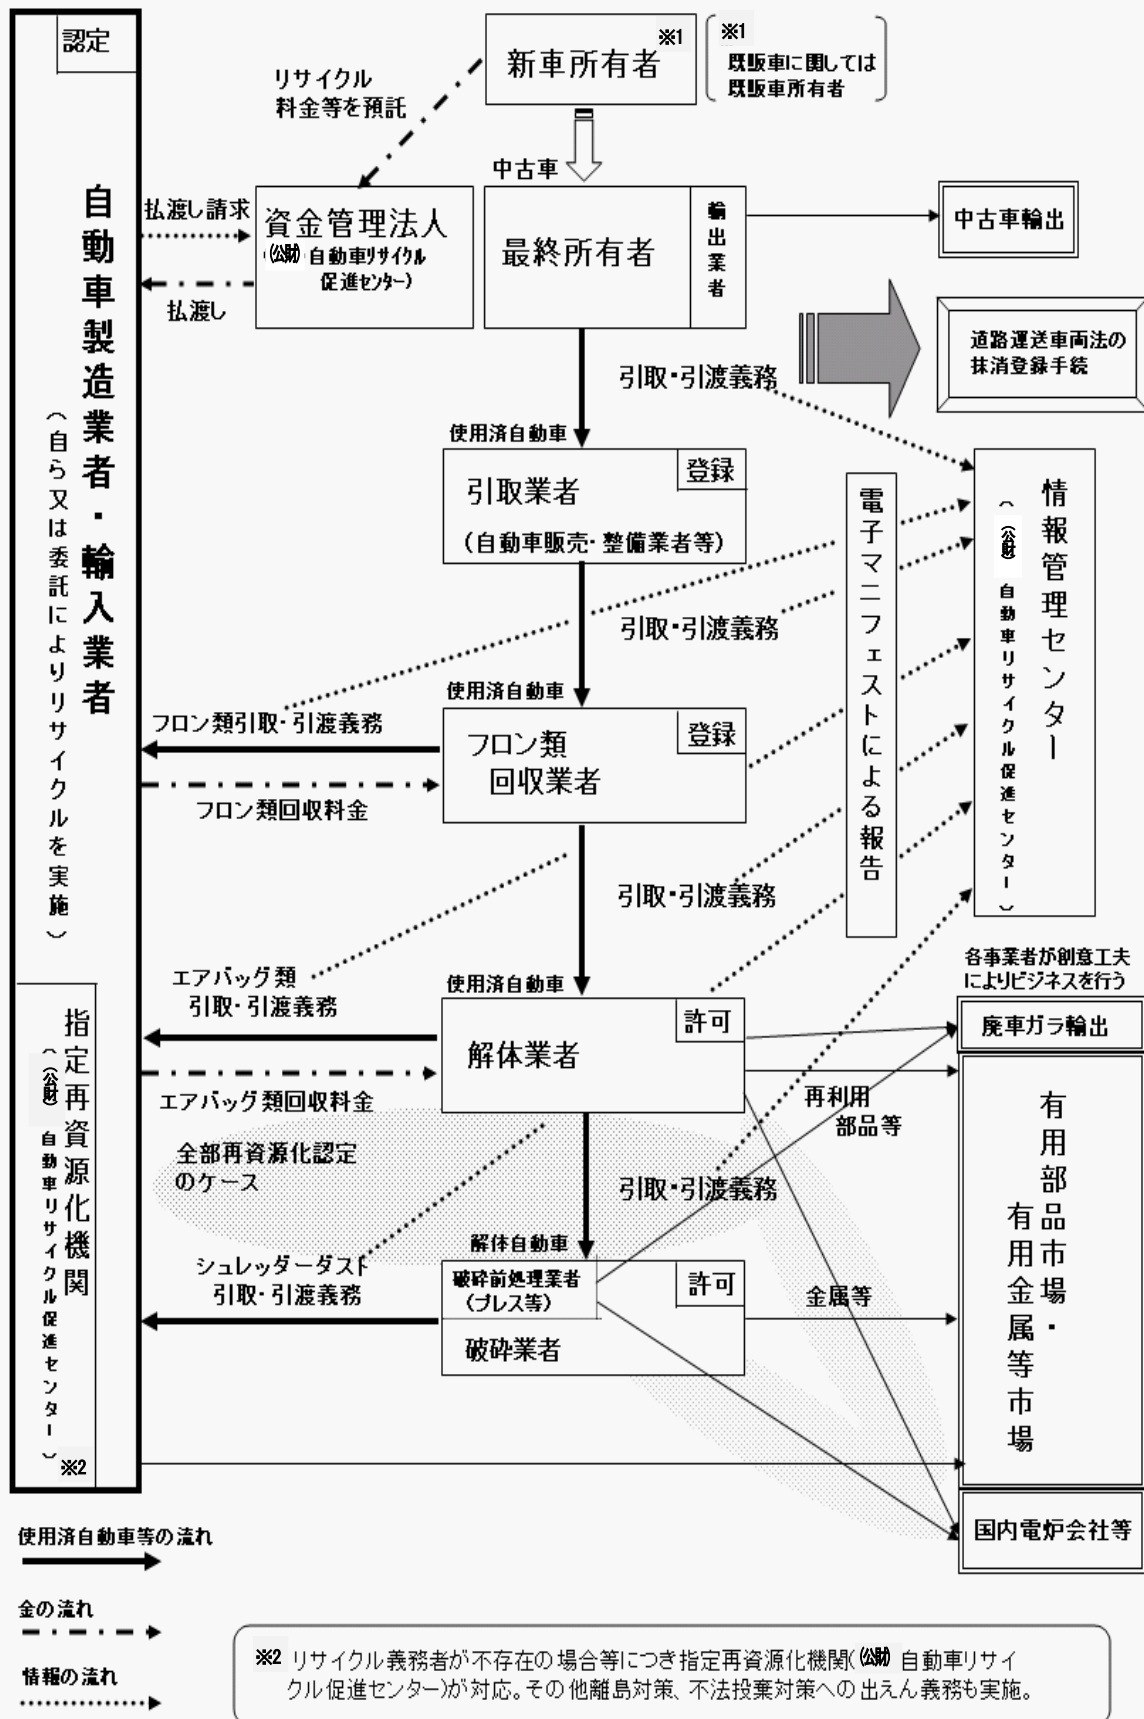 認定
新車所有者※1
※1
既販車に関しては
既販車所有者
リサイクル
料金等を預託
中古車
自動車製造業者・輸入業者
（自ら又は委託によりリサイクルを実施）
払渡し請求
払渡し
資金管理法人
(公財)自動車リサイクル
促進センター)
最終所有者
輸出業者
中古車輸出
道路運送車両法の
抹消登録手続
引取・引渡義務
使用済自動車
引取業者
登録
(自動車販売・整備業者等)
電子マニフェストによる報告
情報管理センター
（(公財)自動車リサイクル促進センター）
引取・引渡義務
使用済自動車
フロン類引取・引渡義務
フロン類
回収業者
登録
フロン類回収料金
引取・引渡義務
エアバッグ類
引取・引渡義務
使用済自動車
各事業者が創意工夫
によりビジネスを行う
解体業者
許可
廃車ガラ輸出
エアバッグ類回収料金
再利用
部品等
有用部品市場・
有用金属等市場
指定再資源化機関
（(公財)自動車リサイクル促進センター）
※2
全部再資源化認定
のケース
引取・引渡義務
解体自動車
シュレッダーダスト
引取・引渡義務
破砕前処理業者
(プレス等)
許可
破砕業者
金属等
国内電炉会社等
使用済自動車等の流れ
金の流れ
情報の流れ
※2 リサイクル義務者が不存在の場合等につき指定再資源化機関((公財)自動車リサイ
クル促進センター)が対応。その他離島対策、不法投棄対策への出えん義務も実施。